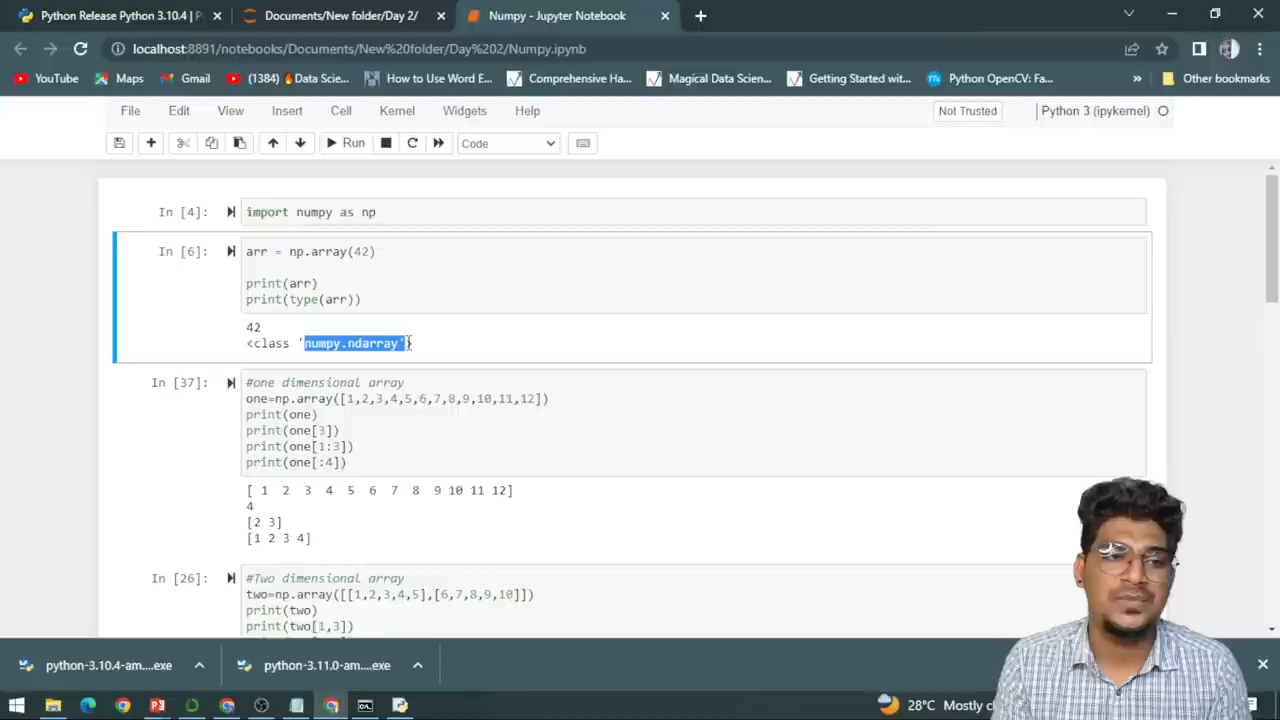 Python Release Python 3.10.4 | P
Documents/New folder/Day 2/
Numpy - Jupyter Notebook
localhost:8891/notebooks/Documents/New%20folder/Day%202/Numpy.ipynb
YouTube
Maps
Gmail
(1384) 🔥Data Scie...
How to Use Word E...
Comprehensive Ha...
Magical Data Scien...
Getting Started with...
Python OpenCV: Fa...
»
Other bookmarks
File Edit View Insert Cell Kernel Widgets Help
Not Trusted
Python 3 (ipykernel)
Run
Code
In [4]:
import numpy as np
In [6]:
arr = np.array(42)
print(arr)
print(type(arr))
42
<class 'numpy.ndarray'>
In [37]:
#one dimensional array
one=np.array([1,2,3,4,5,6,7,8,9,10,11,12])
print(one)
print(one[3])
print(one[1:3])
print(one[:4])
[ 1 2 3 4 5 6 7 8 9 10 11 12]
4
[2 3]
[1 2 3 4]
In [26]:
#Two dimensional array
two=np.array([[1,2,3,4,5],[6,7,8,9,10]])
print(two)
print(two[1,3])
python-3.10.4-am....exe
python-3.11.0-am....exe
28°C Mostly c